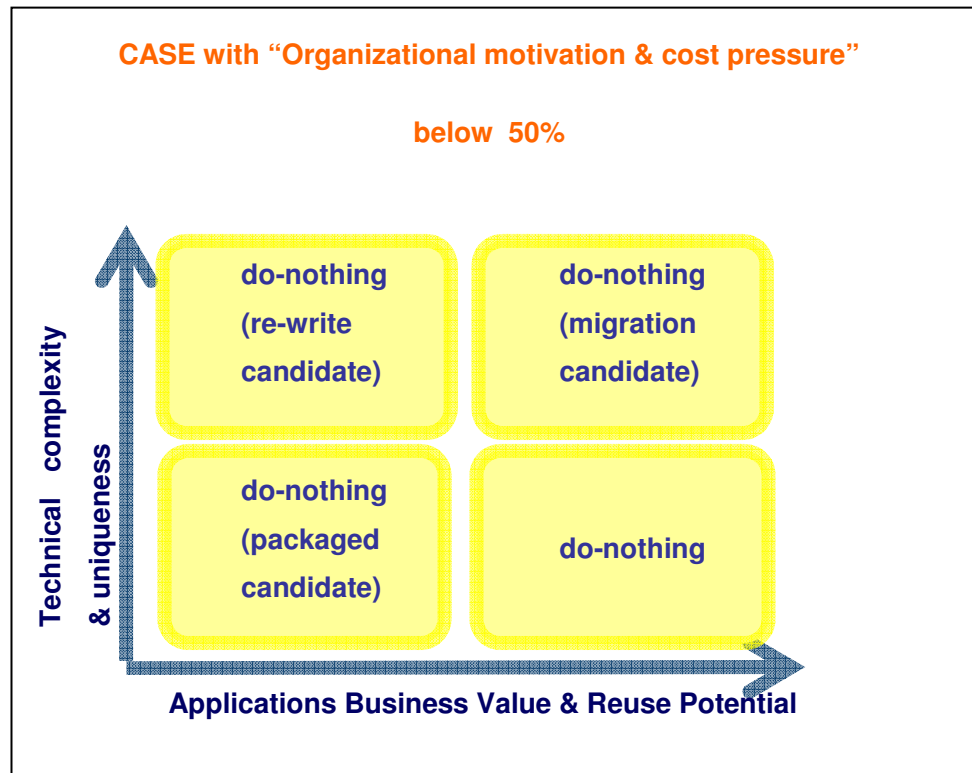 CASE with “Organizational motivation & cost pressure”
below 50%
Technical complexity
& uniqueness
do-nothing
(re-write
candidate)
do-nothing
(migration
candidate)
do-nothing
(packaged
candidate)
do-nothing
Applications Business Value & Reuse Potential